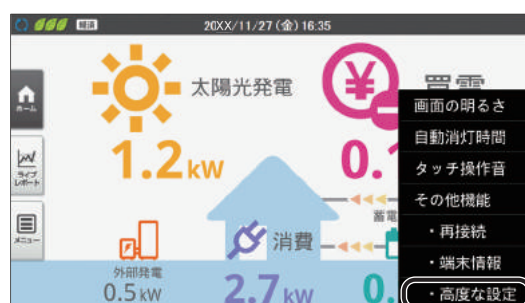 経済 20XX/11/27(金)16:35
太陽光発電
買電
1.2kW
0.1
ホーム
ライフ
レポート
メニュー
消費
蓄電
外部発電
0.5kW
2.7kW
0.
画面の明るさ
自動消灯時間
タッチ操作音
その他機能
・再接続
・端末情報
・高度な設定